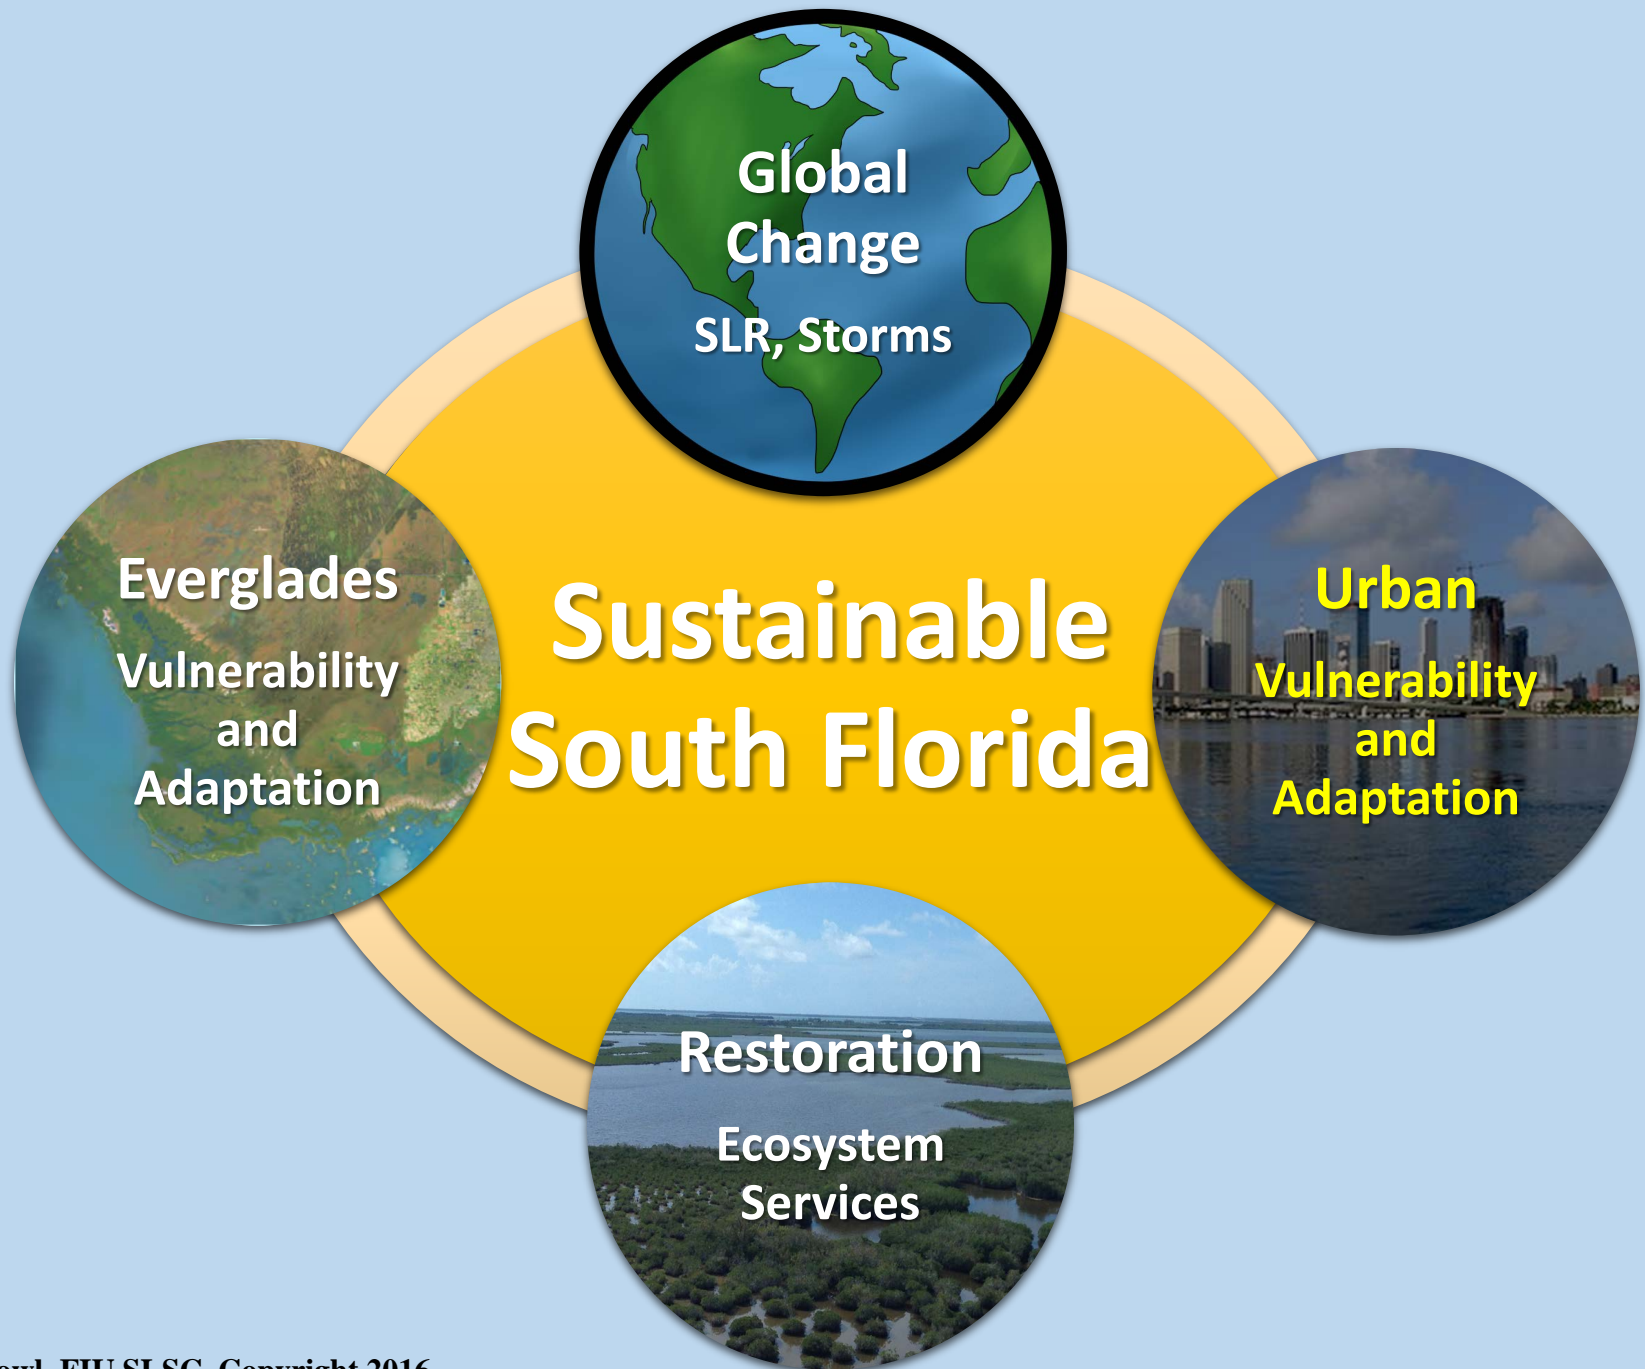 Global
Change
SLR, Storms
Everglades
Vulnerability
and
Adaptation
Sustainable
South Florida
Urban
Vulnerability
and
Adaptation
Restoration
Ecosystem
Services
FIU SLSC, Copyright 2016